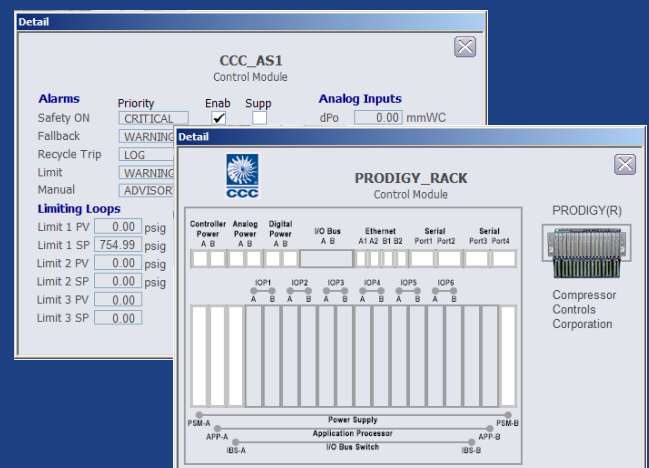 Detail
CCC_AS1
Control Module
Alarms Priority Enab Supp Analog Inputs
Safety ON CRITICAL dPo 0.00 mmWC
Fallback WARNING
Recycle Trip LOG
Limit WARNING
Manual ADVISOR
Limiting Loops
Limit 1 PV 0.00 psig
Limit 1 SP 754.99 psig
Limit 2 PV 0.00 psig
Limit 2 SP 0.00 psig
Limit 3 PV 0.00
Limit 3 SP 0.00
Detail
CCC
PRODIGY_RACK
Control Module
PRODIGY(R)
Compressor
Controls
Corporation
Controller Analog Digital
Power Power Power I/O Bus Ethernet Serial Serial
A B A B A B A B A1 A2 B1 B2 Port1 Port2 Port3 Port4
IOP1 IOP2 IOP3 IOP4 IOP5 IOP6
A B A B A B A B A B A B
Power Supply
PSM-A PSM-B
Application Processor
APP-A APP-B
I/O Bus Switch
IBS-A IBS-B